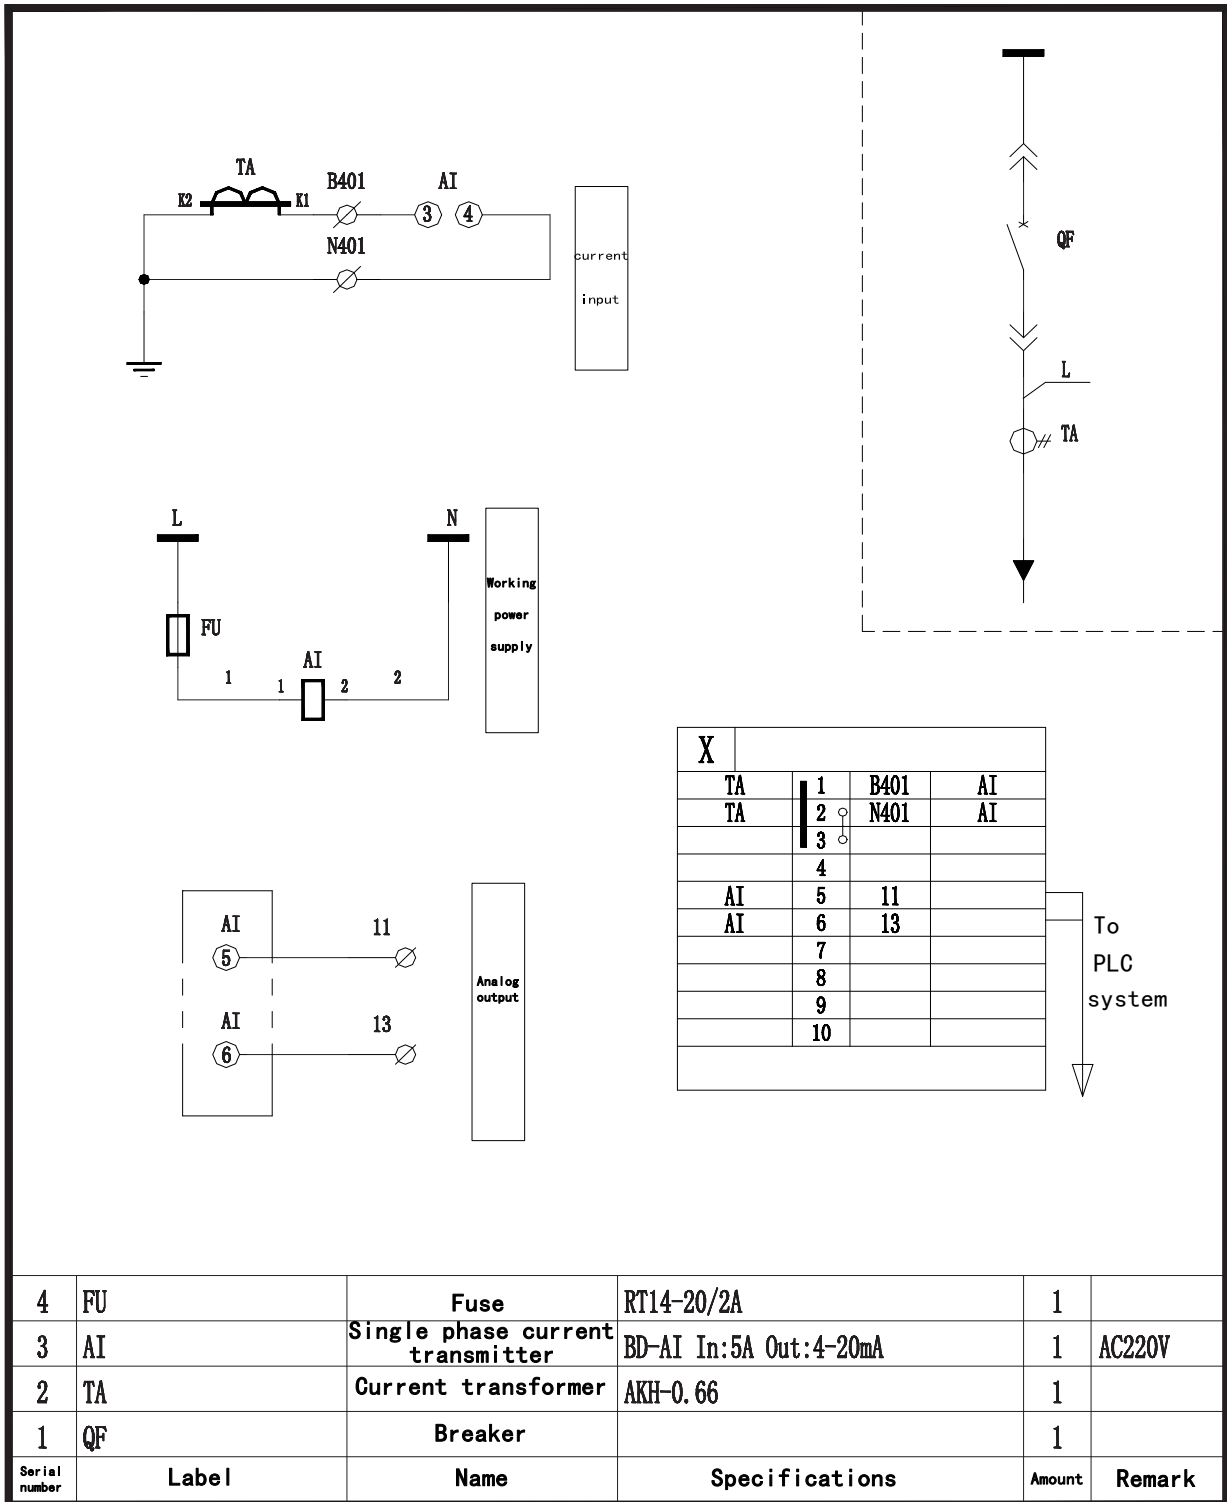 TA
K2
K1
B401
AI
3
4
N401
current
input
QF
L
TA
L
N
FU
AI
1
1
2
2
Working
power
supply
X
TA 1 B401 AI
TA 2 N401 AI
3
4
AI 5 11
AI 6 13
7
8
9
10
To
PLC
system
AI
5
11
AI
6
13
Analog
output
4 FU Fuse RT14-20/2A 1
3 AI Single phase current transmitter BD-AI In:5A Out:4-20mA 1 AC220V
2 TA Current transformer AKH-0.66 1
1 QF Breaker 1
Serial number Label Name Specifications Amount Remark